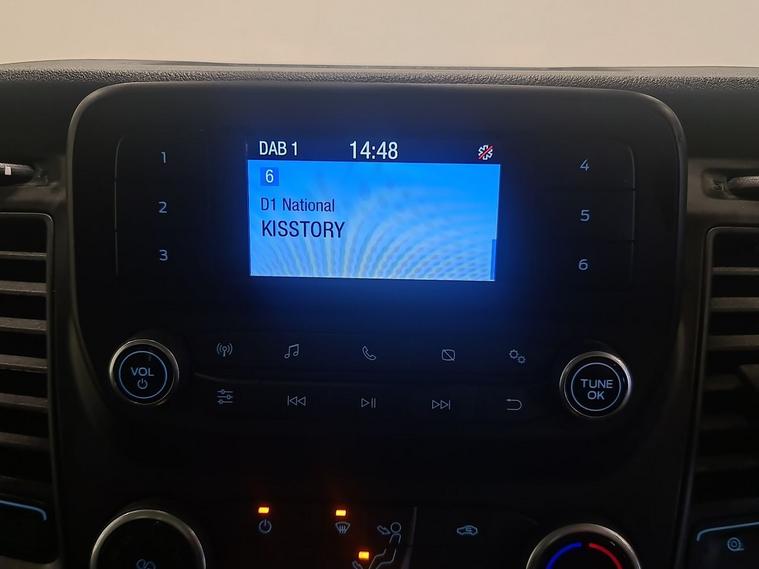 DAB 1 14:48
6
D1 National
KISSTORY
1
2
3
4
5
6
VOL
TUNE
OK